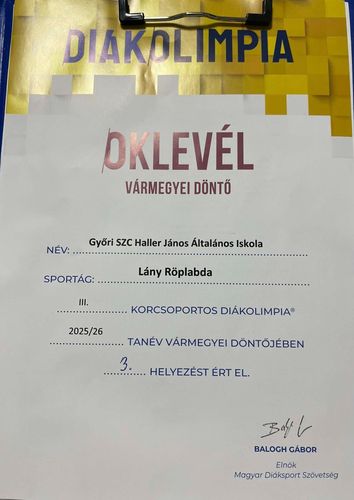 DIÁKOLIMPIA
OKLEVÉL
VÁRMEGYEI DÖNTŐ
NÉV: Győri SZC Haller János Általános Iskola
SPORTÁG: Lány Röplabda
III. KORCSOPORTOS DIÁKOLIMPIA®
2025/26 TANÉV VÁRMEGYEI DÖNTŐJÉBEN
3. HELYEZÉST ÉRT EL.
BALOGH GÁBOR
Elnök
Magyar Diáksport Szövetség